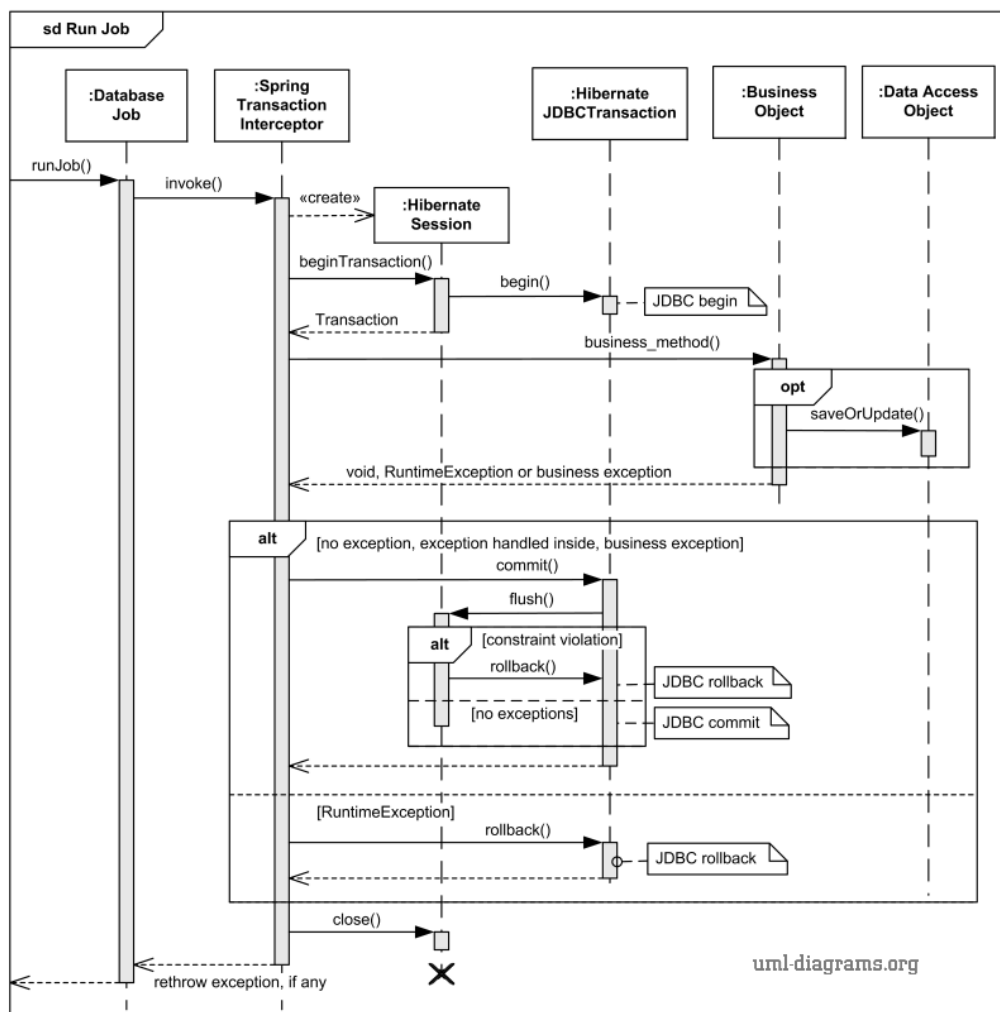 sd Run Job
:Database
Job
:Spring
Transaction
Interceptor
:Hibernate
JDBCTransaction
:Business
Object
:Data Access
Object
runJob()
invoke()
«create»
:Hibernate
Session
beginTransaction()
begin()
JDBC begin
Transaction
business_method()
opt
saveOrUpdate()
void, RuntimeException or business exception
alt
[no exception, exception handled inside, business exception]
commit()
flush()
alt
[constraint violation]
rollback()
JDBC rollback
[no exceptions]
JDBC commit
[RuntimeException]
rollback()
JDBC rollback
close()
rethrow exception, if any
uml-diagrams.org